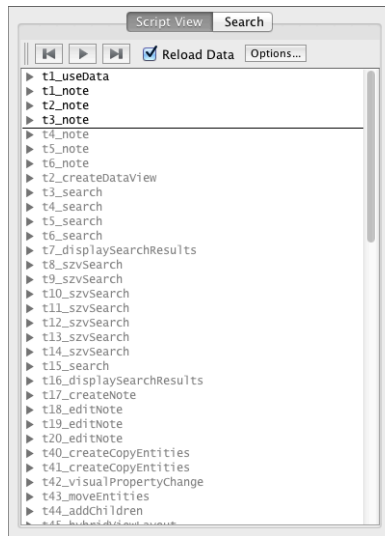 Script View Search
Reload Data Options...
t1_useData
t1_note
t2_note
t3_note
t4_note
t5_note
t6_note
t2_createDataView
t3_search
t4_search
t5_search
t6_search
t7_displaySearchResults
t8_szvSearch
t9_szvSearch
t10_szvSearch
t11_szvSearch
t12_szvSearch
t13_szvSearch
t14_szvSearch
t15_search
t16_displaySearchResults
t17_createNote
t18_editNote
t19_editNote
t20_editNote
t40_createCopyEntities
t41_createCopyEntities
t42_visualPropertyChange
t43_moveEntities
t44_addChildren
t45_hybridViewLayout